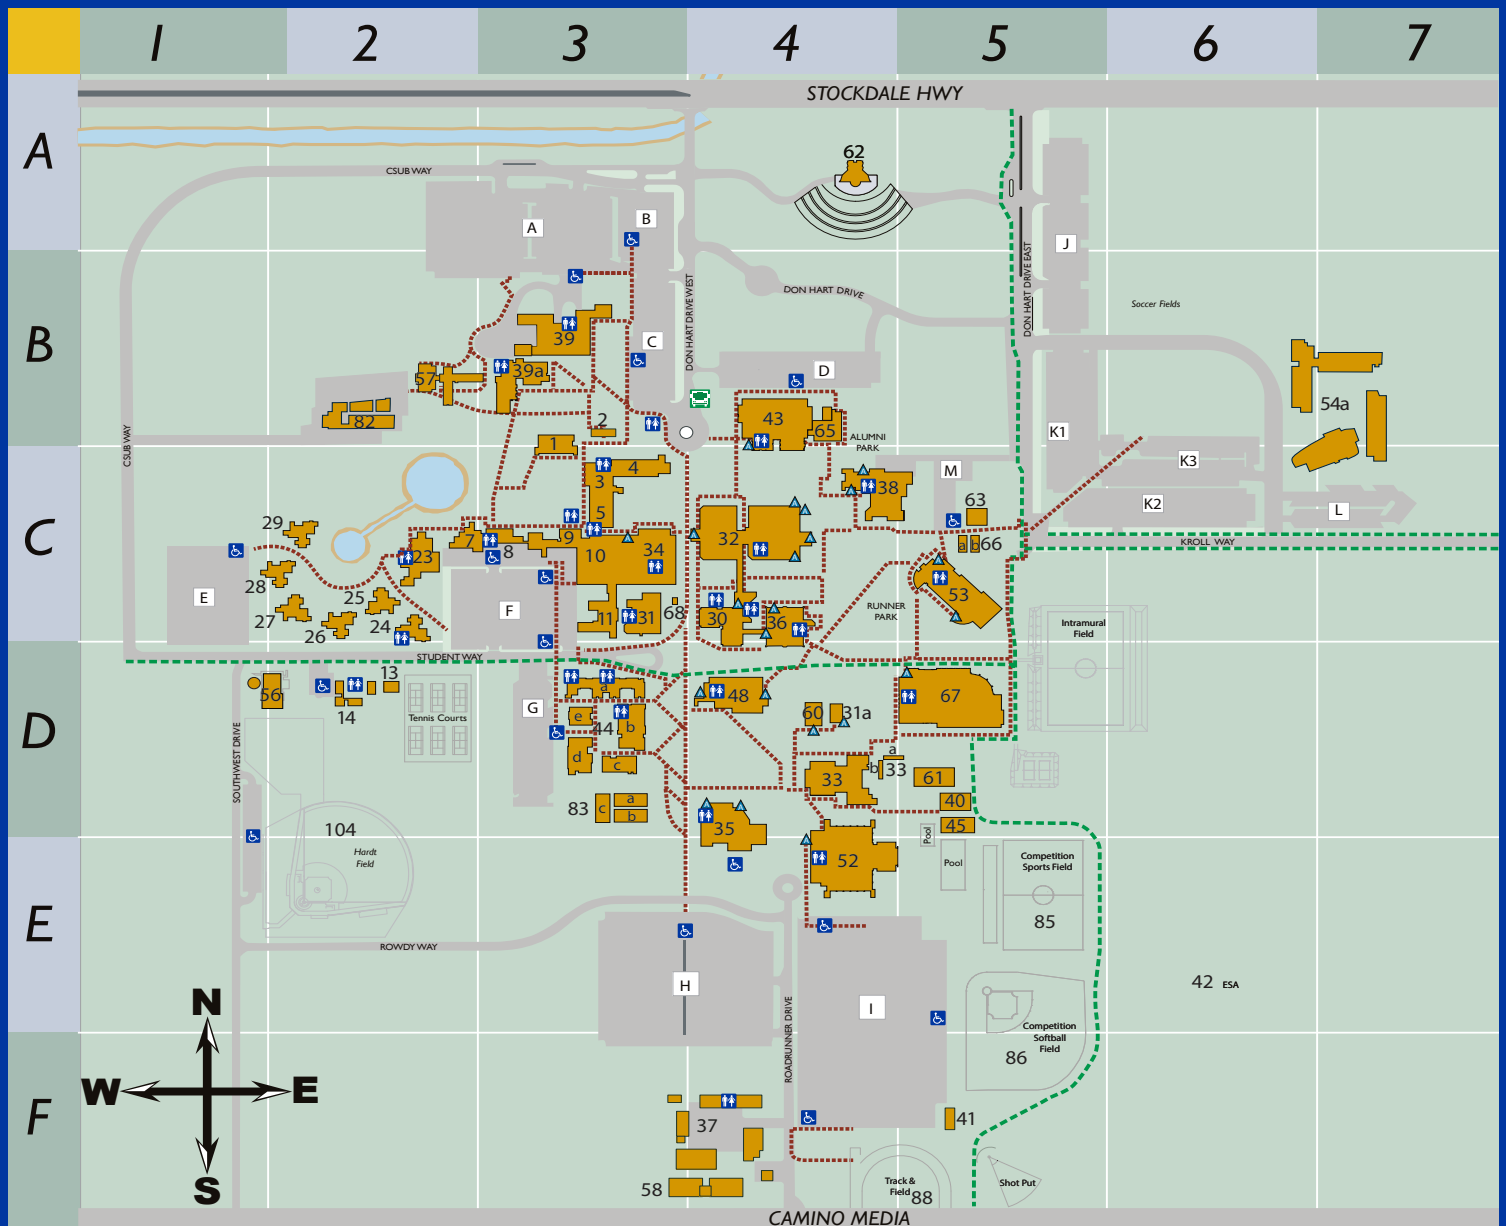 1 2 3 4 5 6 7
A
B
C
D
E
F
STOCKDALE HWY
CSUB WAY
62
A
B
J
DON HART DRIVE
DON HART DRIVE WEST
DON HART DRIVE EAST
Soccer Fields
39
C
39a
57
D
82
2
43
65
54a
1
ALUMNI
PARK
CSUB WAY
K1
K3
4
3
38
M
5
63
K2
L
29
7
8
9
10
34
32
a
b
66
KROLL WAY
23
28
E
25
F
53
27
26
24
11
31
68
30
36
RUNNER
PARK
Intramural
Field
STUDENT WAY
13
56
14
Tennis Courts
G
a
e
44
b
d
c
48
60
31a
67
SOUTHWEST DRIVE
33
a
b
33
61
83
c
a
b
40
45
104
Hardt
Field
35
52
Pool
Pool
Competition
Sports Field
85
ROWDY WAY
H
I
42 ESA
ROADRUNNER DRIVE
Competition
Softball
Field
86
N
W
E
S
37
41
58
Track &
Field
88
Shot Put
CAMINO MEDIA